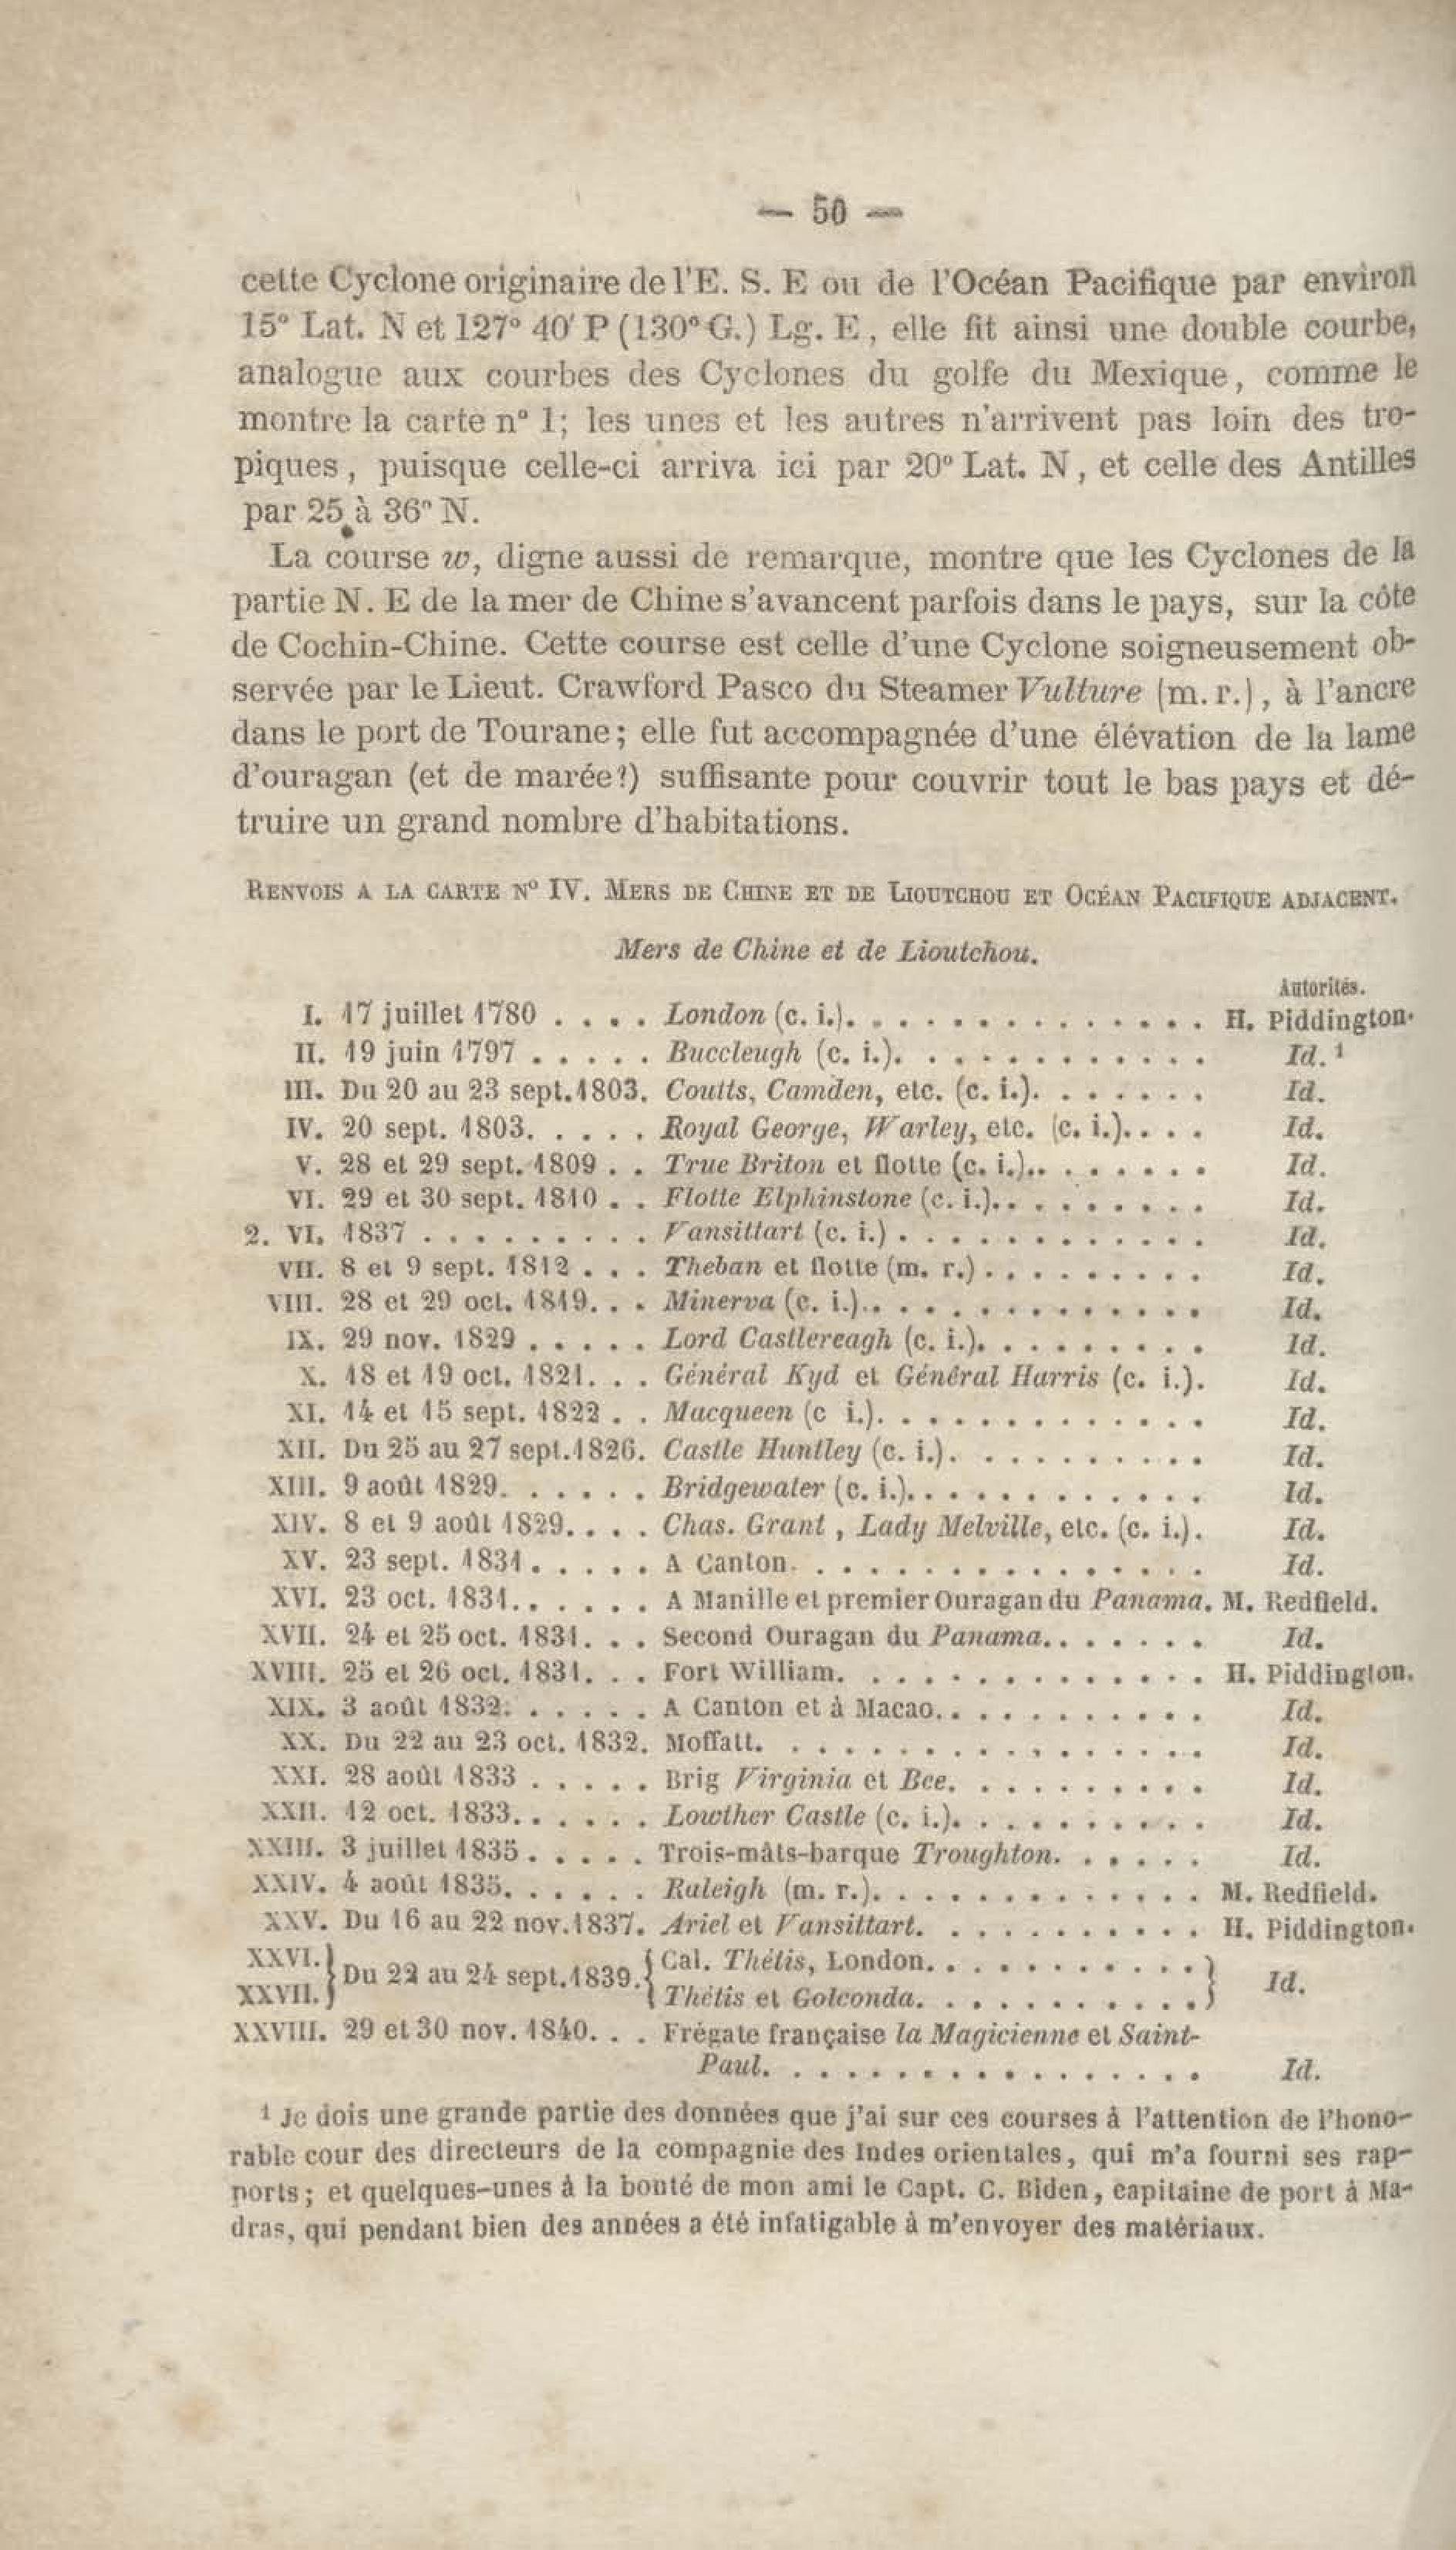 — 50 —
cette Cyclone originaire de l'E. S. E ou de l'Océan Pacifique par environ
15° Lat. N et 127° 40' P (130° G.) Lg. E, elle fit ainsi une double courbe,
analogue aux courbes des Cyclones du golfe du Mexique, comme le
montre la carte n° 1; les unes et les autres n'arrivent pas loin des tro-
piques, puisque celle-ci arriva ici par 20° Lat. N, et celle des Antilles
par 25 à 36° N.
La course w, digne aussi de remarque, montre que les Cyclones de la
partie N. E de la mer de Chine s'avancent parfois dans le pays, sur la côte
de Cochin-Chine. Cette course est celle d'une Cyclone soigneusement ob-
servée par le Lieut. Crawford Pasco du Steamer Vulture (m. r.), à l'ancre
dans le port de Tourane; elle fut accompagnée d'une élévation de la lame
d'ouragan (et de marée?) suffisante pour couvrir tout le bas pays et dé-
truire un grand nombre d'habitations.
RENVOIS A LA CARTE N° IV. MERS DE CHINE ET DE LIOUTCHOU ET OCÉAN PACIFIQUE ADJACENT.
Mers de Chine et de Lioutchou.
Autorités.
I. 17 juillet 1780 . . . . London (c. i.). . . . . . . . . . . . . . H. Piddington.
II. 19 juin 1797 . . . . . Buccleugh (c. i.). . . . . . . . . . . . Id. 1
III. Du 20 au 23 sept. 1803. Coutts, Camden, etc. (c. i.). . . . . . . Id.
IV. 20 sept. 1803. . . . . Royal George, Warley, etc. (c. i.). . . . Id.
V. 28 et 29 sept. 1809 . . True Briton et flotte (c. i.). . . . . . . . Id.
VI. 29 et 30 sept. 1810 . . Flotte Elphinstone (c. i.). . . . . . . . . Id.
2. VI. 1837 . . . . . . . . . Vansittart (c. i.) . . . . . . . . . . . . Id.
VII. 8 et 9 sept. 1812 . . . Theban et flotte (m. r.) . . . . . . . . . Id.
VIII. 28 et 29 oct. 1819. . . Minerva (c. i.). . . . . . . . . . . . . . Id.
IX. 29 nov. 1829 . . . . . Lord Castlereagh (c. i.). . . . . . . . . Id.
X. 18 et 19 oct. 1821. . . Général Kyd et Général Harris (c. i.). Id.
XI. 14 et 15 sept. 1822 . . Macqueen (c i.). . . . . . . . . . . . . Id.
XII. Du 25 au 27 sept. 1826. Castle Huntley (c. i.). . . . . . . . . . Id.
XIII. 9 août 1829. . . . . . Bridgewater (c. i.). . . . . . . . . . . . Id.
XIV. 8 et 9 août 1829. . . . Chas. Grant, Lady Melville, etc. (c. i.). Id.
XV. 23 sept. 1831. . . . . A Canton. . . . . . . . . . . . . . . . Id.
XVI. 23 oct. 1831. . . . . . A Manille et premier Ouragan du Panama. M. Redfield.
XVII. 24 et 25 oct. 1831. . . Second Ouragan du Panama. . . . . . . Id.
XVIII. 25 et 26 oct. 1831. . . Fort William. . . . . . . . . . . . . . . H. Piddington.
XIX. 3 août 1832. . . . . . A Canton et à Macao. . . . . . . . . . . Id.
XX. Du 22 au 23 oct. 1832. Moffatt. . . . . . . . . . . . . . . . . Id.
XXI. 28 août 1833 . . . . . Brig Virginia et Bee. . . . . . . . . . Id.
XXII. 12 oct. 1833. . . . . . Lowther Castle (c. i.). . . . . . . . . . Id.
XXIII. 3 juillet 1835 . . . . . Trois-mâts-barque Troughton. . . . . . Id.
XXIV. 4 août 1835. . . . . . Raleigh (m. r.). . . . . . . . . . . . . M. Redfield.
XXV. Du 16 au 22 nov. 1837. Ariel et Vansittart. . . . . . . . . . . H. Piddington.
XXVI. } Du 22 au 24 sept. 1839. { Cal. Thétis, London. . . . . . . . . . . } Id.
XXVII. } { Thétis et Golconda. . . . . . . . . . . }
XXVIII. 29 et 30 nov. 1840. . . Frégate française la Magicienne et Saint-
Paul. . . . . . . . . . . . . . . . . Id.
1 Je dois une grande partie des données que j'ai sur ces courses à l'attention de l'hono-
rable cour des directeurs de la compagnie des Indes orientales, qui m'a fourni ses rap-
ports; et quelques-unes à la bonté de mon ami le Capt. C. Biden, capitaine de port à Ma-
dras, qui pendant bien des années a été infatigable à m'envoyer des matériaux.